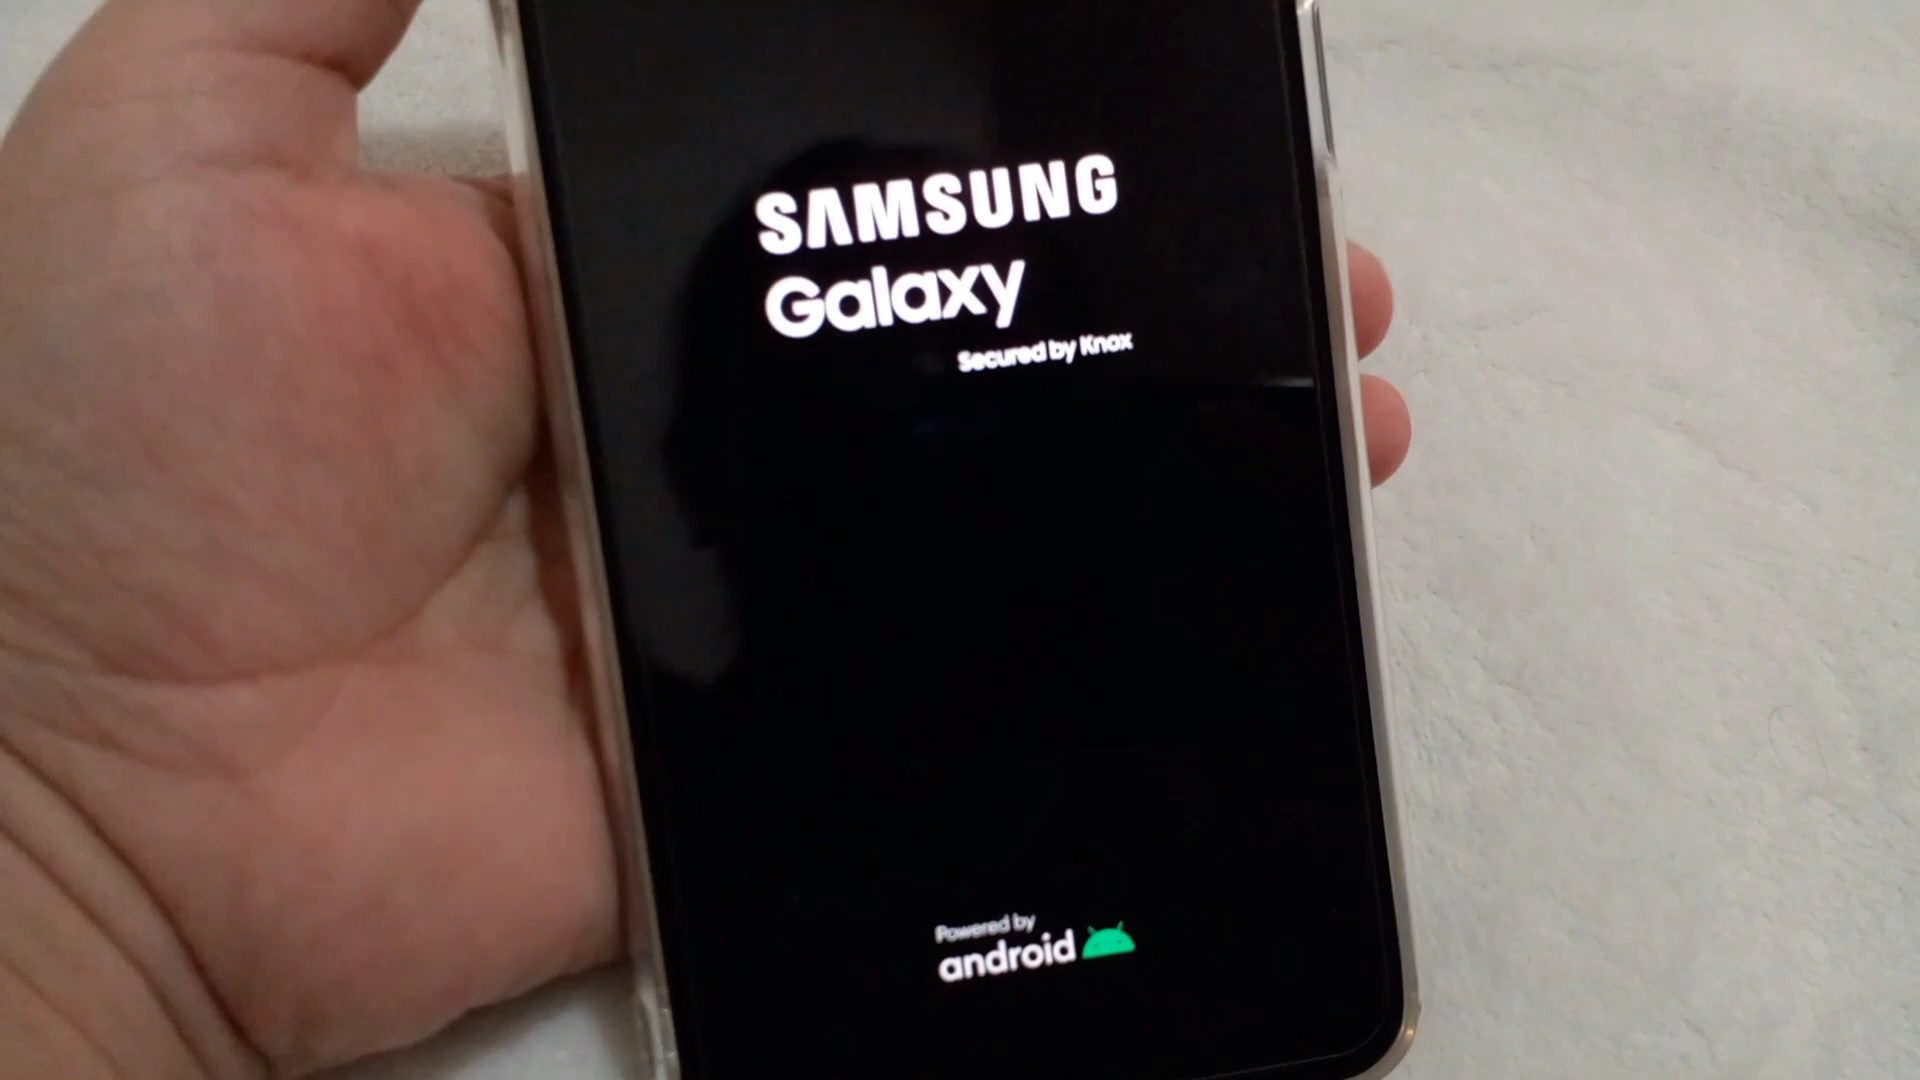 SAMSUNG
Galaxy
Secured by Knox
Powered by
android